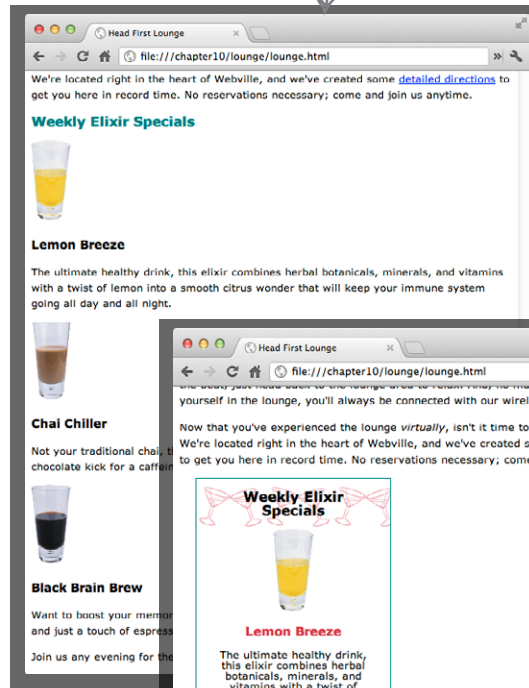 Head First Lounge
file:///chapter10/lounge/lounge.html
We're located right in the heart of Webville, and we've created some detailed directions to
get you here in record time. No reservations necessary; come and join us anytime.
Weekly Elixir Specials
Lemon Breeze
The ultimate healthy drink, this elixir combines herbal botanicals, minerals, and vitamins
with a twist of lemon into a smooth citrus wonder that will keep your immune system
going all day and all night.
Chai Chiller
Not your traditional chai,
chocolate kick for a
Black Brain Brew
Want to boost your
and just a touch of
Join us any evening for
Head First Lounge
file:///chapter10/lounge/lounge.html
yourself in the lounge, you'll always be connected with our
Now that you've experienced the lounge virtually, isn't it time to
We're located right in the heart of Webville, and we've created
to get you here in record time. No reservations necessary;
Weekly Elixir
Specials
Lemon Breeze
The ultimate healthy drink,
this elixir combines herbal
botanicals, minerals, and
vitamins with a twist of